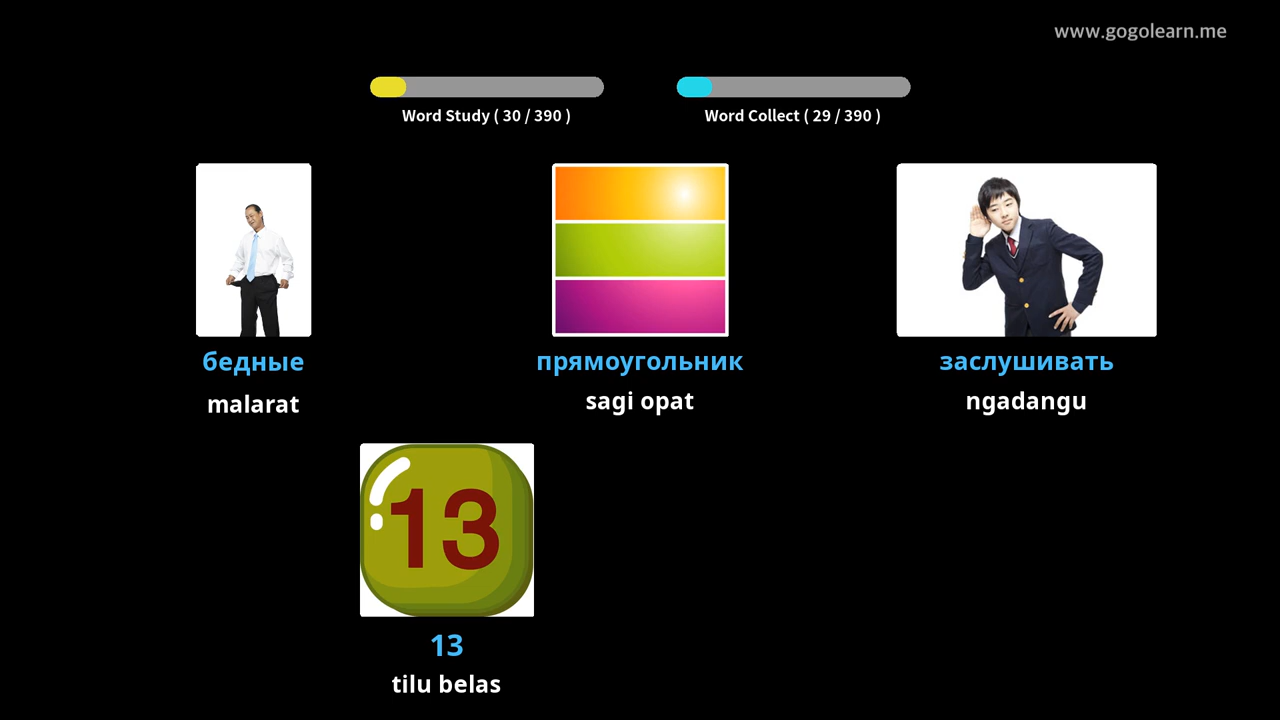 www.gogolearn.me
Word Study ( 30 / 390 )
Word Collect ( 29 / 390 )
бедные
malarat
прямоугольник
sagi opat
заслушивать
ngadangu
13
13
tilu belas